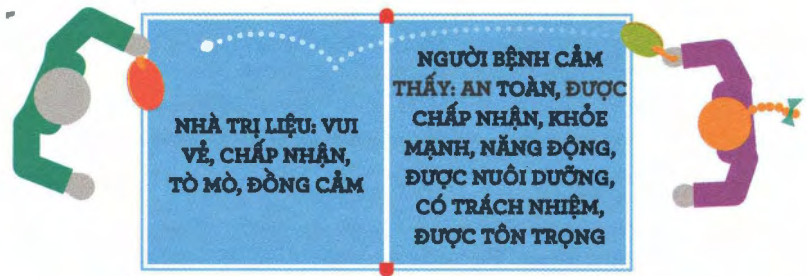 NHÀ TRỊ LIỆU: VUI
VẺ, CHẤP NHẬN,
TÒ MÒ, ĐỒNG CẢM
NGƯỜI BỆNH CẢM
THẤY: AN TOÀN, ĐƯỢC
CHẤP NHẬN, KHỎE
MẠNH, NĂNG ĐỘNG,
ĐƯỢC NUÔI DƯỠNG,
CÓ TRÁCH NHIỆM,
ĐƯỢC TÔN TRỌNG